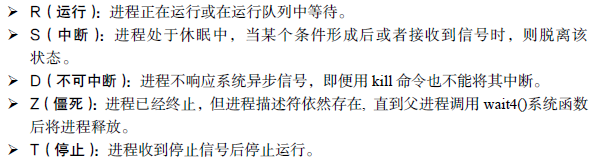 ➢ R（运行）：进程正在运行或在运行队列中等待。
➢ S（中断）：进程处于休眠中，当某个条件形成后或者接收到信号时，则脱离该
状态。
➢ D（不可中断）：进程不响应系统异步信号，即便用 kill 命令也不能将其中断。
➢ Z（僵死）：进程已经终止，但进程描述符依然存在, 直到父进程调用 wait4()系统函数
后将进程释放。
➢ T（停止）：进程收到停止信号后停止运行。